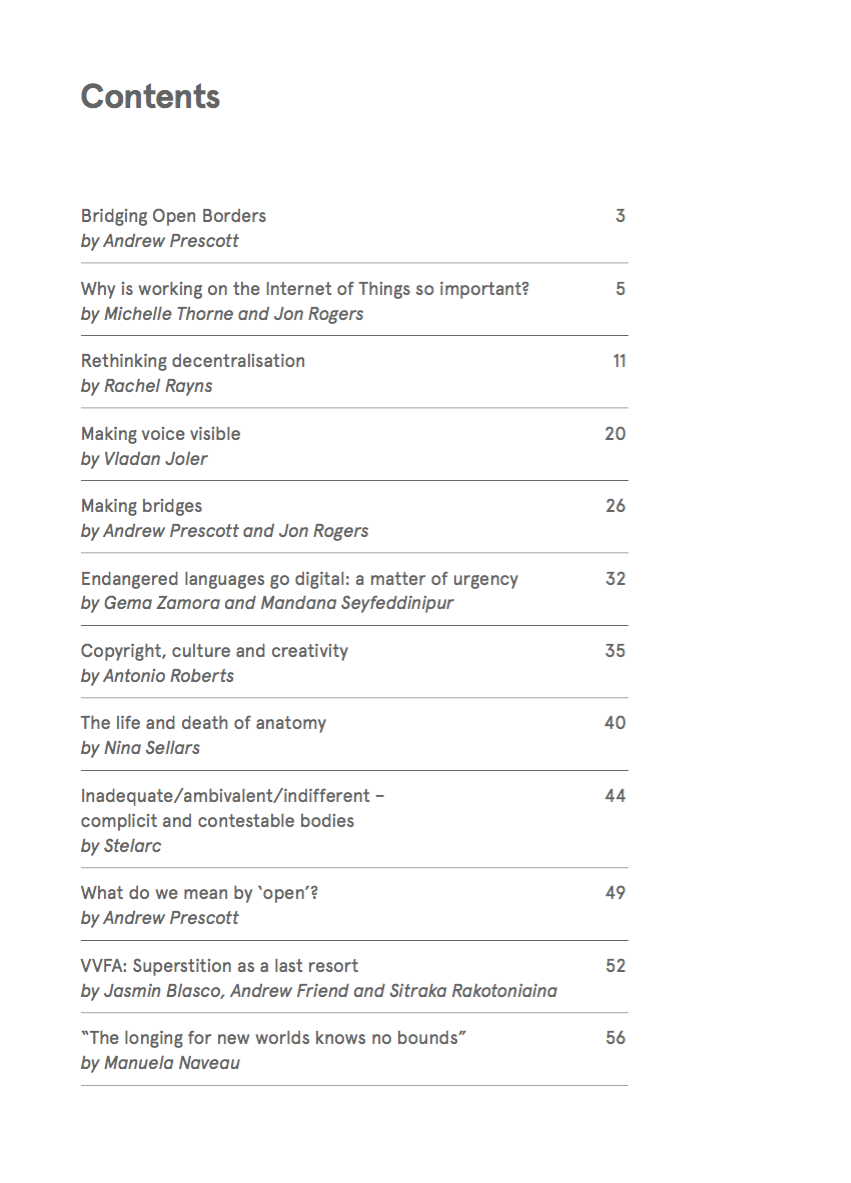 Contents
Bridging Open Borders 3
by Andrew Prescott
Why is working on the Internet of Things so important? 5
by Michelle Thorne and Jon Rogers
Rethinking decentralisation 11
by Rachel Rayns
Making voice visible 20
by Vladan Joler
Making bridges 26
by Andrew Prescott and Jon Rogers
Endangered languages go digital: a matter of urgency 32
by Gema Zamora and Mandana Seyfeddinipur
Copyright, culture and creativity 35
by Antonio Roberts
The life and death of anatomy 40
by Nina Sellars
Inadequate/ambivalent/indifferent – 44
complicit and contestable bodies
by Stelarc
What do we mean by ‘open’? 49
by Andrew Prescott
VVFA: Superstition as a last resort 52
by Jasmin Blasco, Andrew Friend and Sitraka Rakotoniaina
“The longing for new worlds knows no bounds” 56
by Manuela Naveau